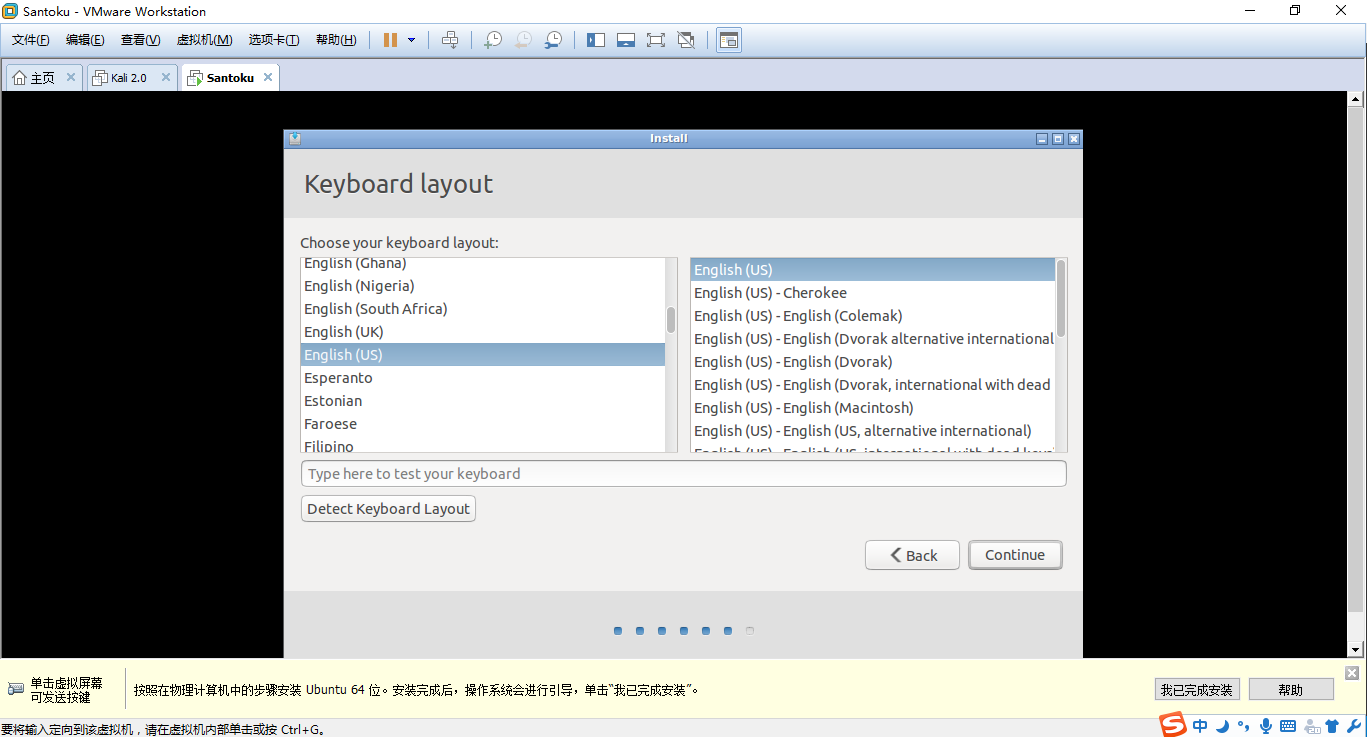 Santoku - VMware Workstation
文件(F) 编辑(E) 查看(V) 虚拟机(M) 选项卡(T) 帮助(H)
主页 Kali 2.0 Santoku
Install
Keyboard layout
Choose your keyboard layout:
English (Ghana)
English (Nigeria)
English (South Africa)
English (UK)
English (US)
Esperanto
Estonian
Faroese
Filipino
English (US)
English (US) - Cherokee
English (US) - English (Colemak)
English (US) - English (Dvorak alternative international
English (US) - English (Dvorak)
English (US) - English (Dvorak, international with dead
English (US) - English (Macintosh)
English (US) - English (US, alternative international)
English (US) - English (US, international with dead keys)
Type here to test your keyboard
Detect Keyboard Layout
Back Continue
单击虚拟屏幕
可发送按键
按照在物理计算机中的步骤安装 Ubuntu 64 位。安装完成后，操作系统会进行引导，单击“我已完成安装”。
我已完成安装 帮助
要将输入定向到该虚拟机，请在虚拟机内部单击或按 Ctrl+G。
S 中